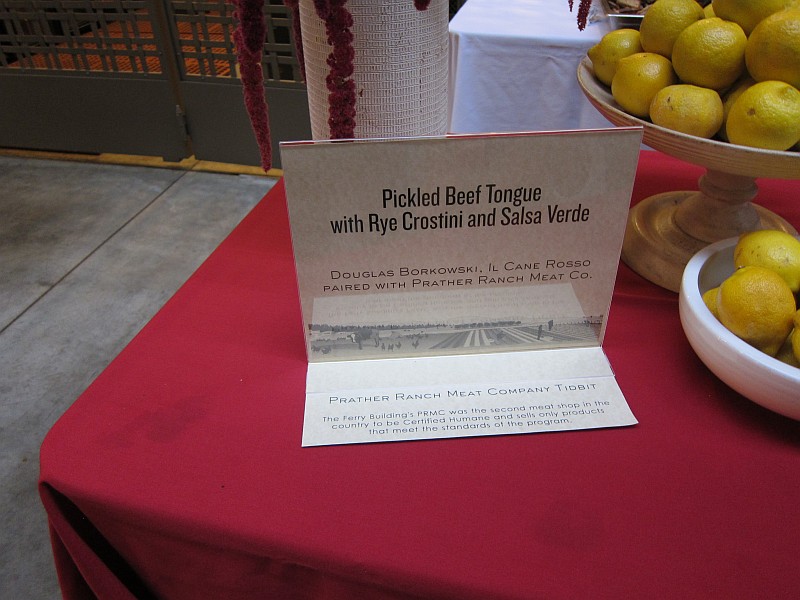 Pickled Beef Tongue
with Rye Crostini and Salsa Verde
Douglas Borkowski, Il Cane Rosso
paired with Prather Ranch Meat Co.
Prather Ranch Meat Company Tidbit
The Ferry Building's PRMC was the second meat shop in the
country to be Certified Humane and sells only products
that meet the standards of the program.